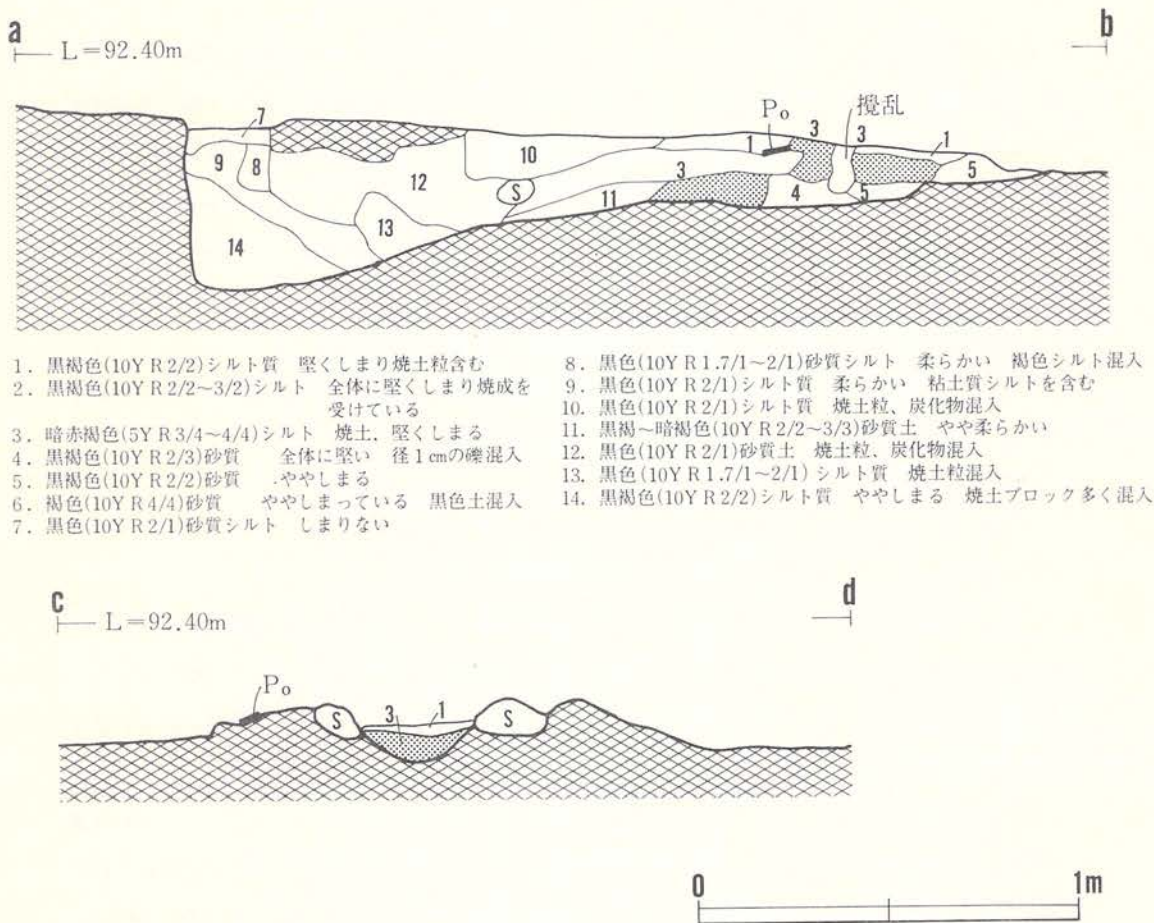 a
b
L=92.40m
7
Po
3
攪乱
3
1
1
9
8
10
3
5
12
S
4
5
11
13
14
1. 黒褐色(10YR2/2)シルト質 堅くしまり焼土粒含む
2. 黒褐色(10YR2/2~3/2)シルト 全体に堅くしまり焼成を
受けている
3. 暗赤褐色(5YR3/4~4/4)シルト 焼土、堅くしまる
4. 黒褐色(10YR2/3)砂質 全体に堅い 径1cmの礫混入
5. 黒褐色(10YR2/2)砂質 ややしまる
6. 褐色(10YR4/4)砂質 ややしまっている 黒色土混入
7. 黒色(10YR2/1)砂質シルト しまりない
8. 黒色(10YR1.7/1~2/1)砂質シルト 柔らかい 褐色シルト混入
9. 黒色(10YR2/1)シルト質 柔らかい 粘土質シルトを含む
10. 黒色(10YR2/1)シルト質 焼土粒、炭化物混入
11. 黒褐~暗褐色(10YR2/2~3/3)砂質土 やや柔らかい
12. 黒色(10YR2/1)砂質土 焼土粒、炭化物混入
13. 黒色(10YR1.7/1~2/1)シルト質 焼土粒混入
14. 黒褐色(10YR2/2)シルト質 ややしまる 焼土ブロック多く混入
c
d
L=92.40m
Po
S
3
1
S
0
1m